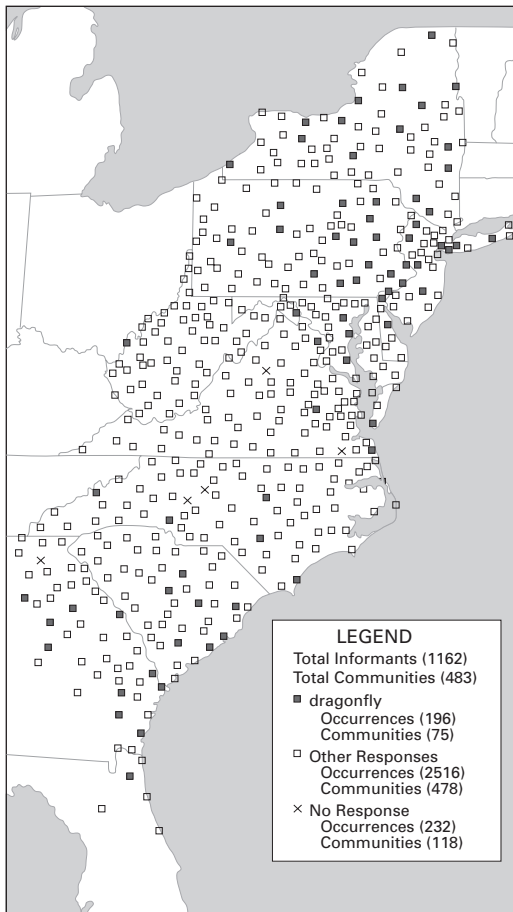 LEGEND
Total Informants (1162)
Total Communities (483)
dragonfly
Occurrences (196)
Communities (75)
Other Responses
Occurrences (2516)
Communities (478)
No Response
Occurrences (232)
Communities (118)